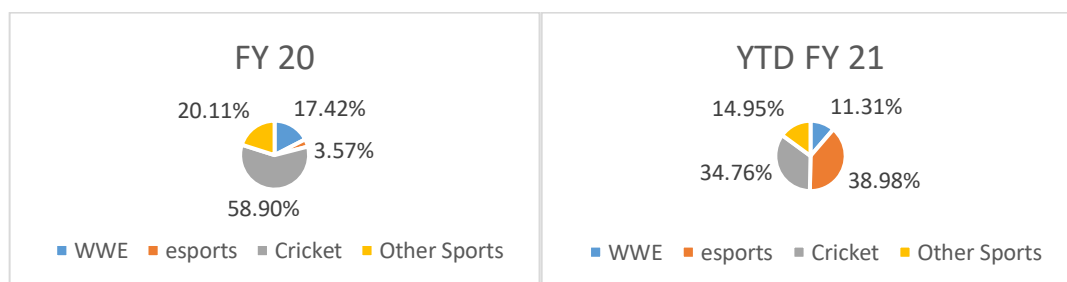 FY 20
20.11%
17.42%
3.57%
58.90%
WWE esports Cricket Other Sports
YTD FY 21
14.95%
11.31%
34.76%
38.98%
WWE esports Cricket Other Sports